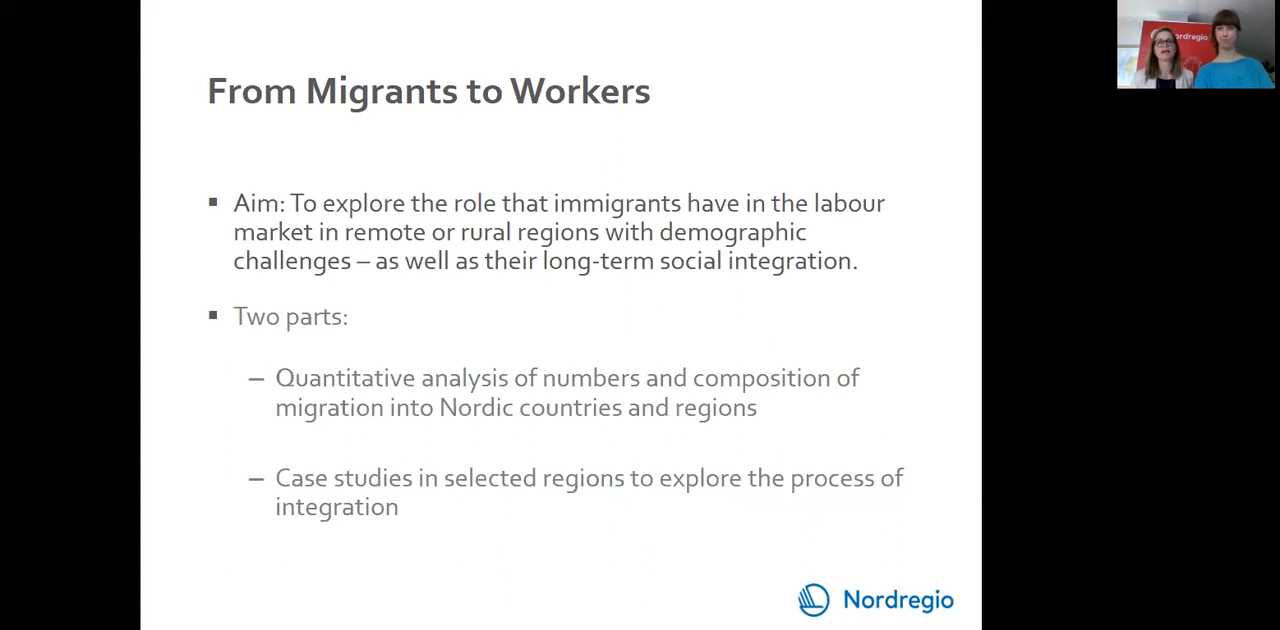 From Migrants to Workers
▪ Aim: To explore the role that immigrants have in the labour
market in remote or rural regions with demographic
challenges – as well as their long-term social integration.
▪ Two parts:
– Quantitative analysis of numbers and composition of
migration into Nordic countries and regions
– Case studies in selected regions to explore the process of
integration
Nordregio
Nordregio